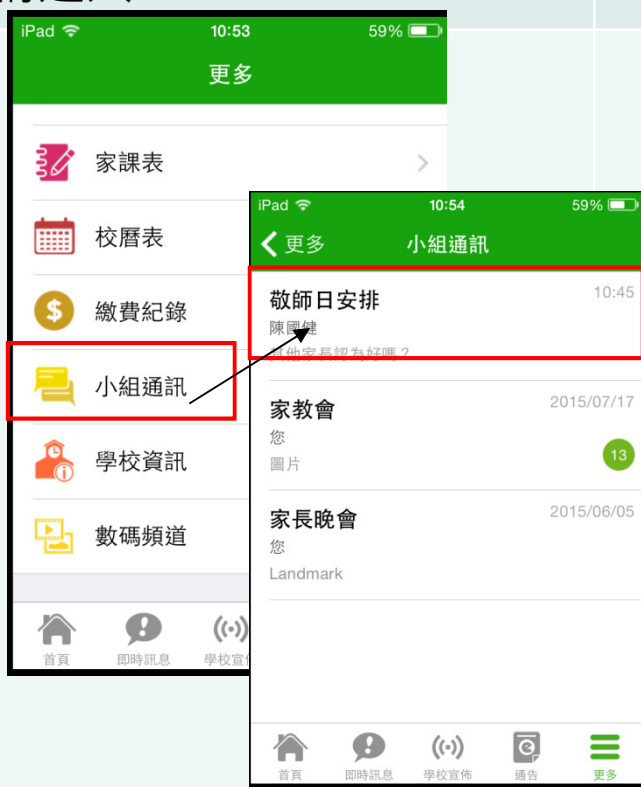 iPad 10:53 59%
更多
家課表
校曆表
繳費紀錄
小組通訊
學校資訊
數碼頻道
首頁 即時訊息 學校宣
iPad 10:54 59%
更多 小組通訊
敬師日安排 10:45
陳國健
其他家長認為好嗎？
家教會 2015/07/17
您
圖片 13
家長晚會 2015/06/05
您
Landmark
首頁 即時訊息 學校宣佈 通告 更多